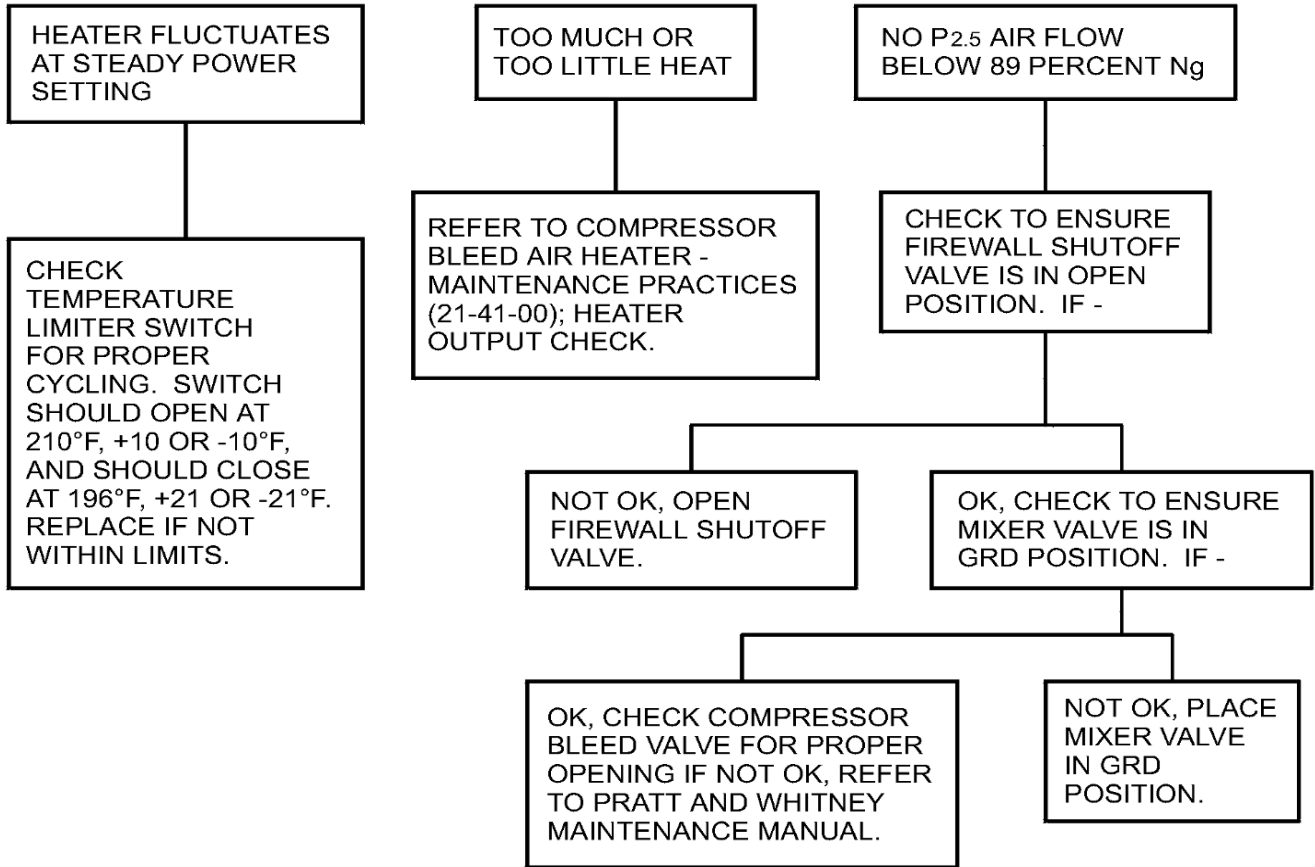 HEATER FLUCTUATES
AT STEADY POWER
SETTING
TOO MUCH OR
TOO LITTLE HEAT
NO P2.5 AIR FLOW
BELOW 89 PERCENT Ng
CHECK
TEMPERATURE
LIMITER SWITCH
FOR PROPER
CYCLING. SWITCH
SHOULD OPEN AT
210°F, +10 OR -10°F,
AND SHOULD CLOSE
AT 196°F, +21 OR -21°F.
REPLACE IF NOT
WITHIN LIMITS.
REFER TO COMPRESSOR
BLEED AIR HEATER -
MAINTENANCE PRACTICES
(21-41-00); HEATER
OUTPUT CHECK.
CHECK TO ENSURE
FIREWALL SHUTOFF
VALVE IS IN OPEN
POSITION. IF -
NOT OK, OPEN
FIREWALL SHUTOFF
VALVE.
OK, CHECK TO ENSURE
MIXER VALVE IS IN
GRD POSITION. IF -
OK, CHECK COMPRESSOR
BLEED VALVE FOR PROPER
OPENING IF NOT OK, REFER
TO PRATT AND WHITNEY
MAINTENANCE MANUAL.
NOT OK, PLACE
MIXER VALVE
IN GRD
POSITION.